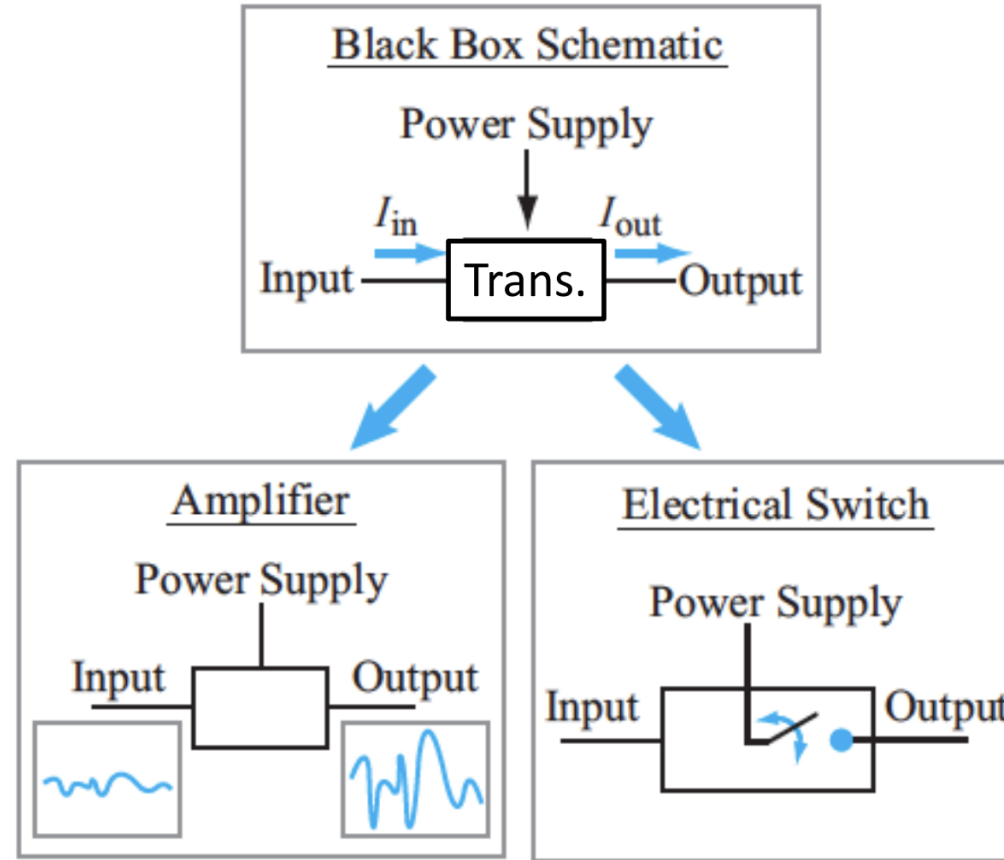 Black Box Schematic
Power Supply
I_in
I_out
Input
Trans.
Output
Amplifier
Power Supply
Input
Output
Electrical Switch
Power Supply
Input
Output